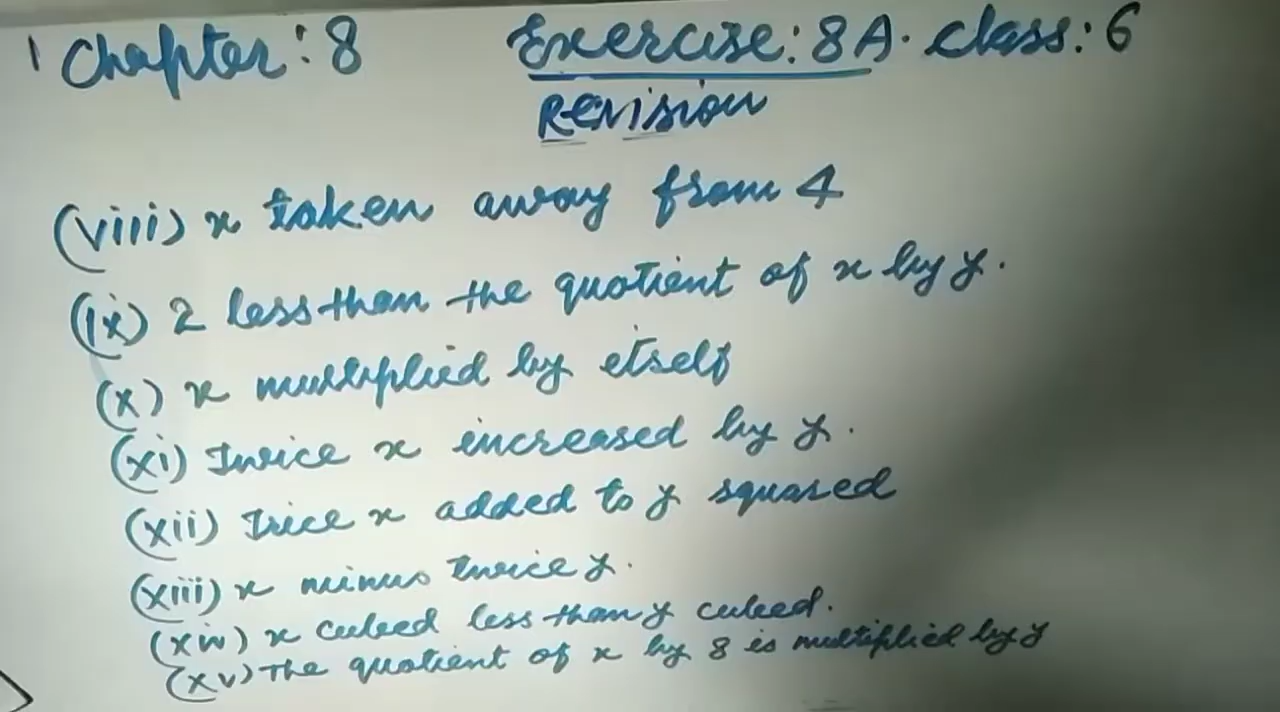 Chapter: 8 Exercise: 8A. class: 6
Revision
(viii) x taken away from 4
(ix) 2 less than the quotient of x by y.
(x) x multiplied by etself
(xi) Twice x increased by y.
(xii) Trice x added to y squared
(xiii) x minus twice y.
(xiv) x cubed less than y cubed.
(xv) The quotient of x by 8 is multiplied by y